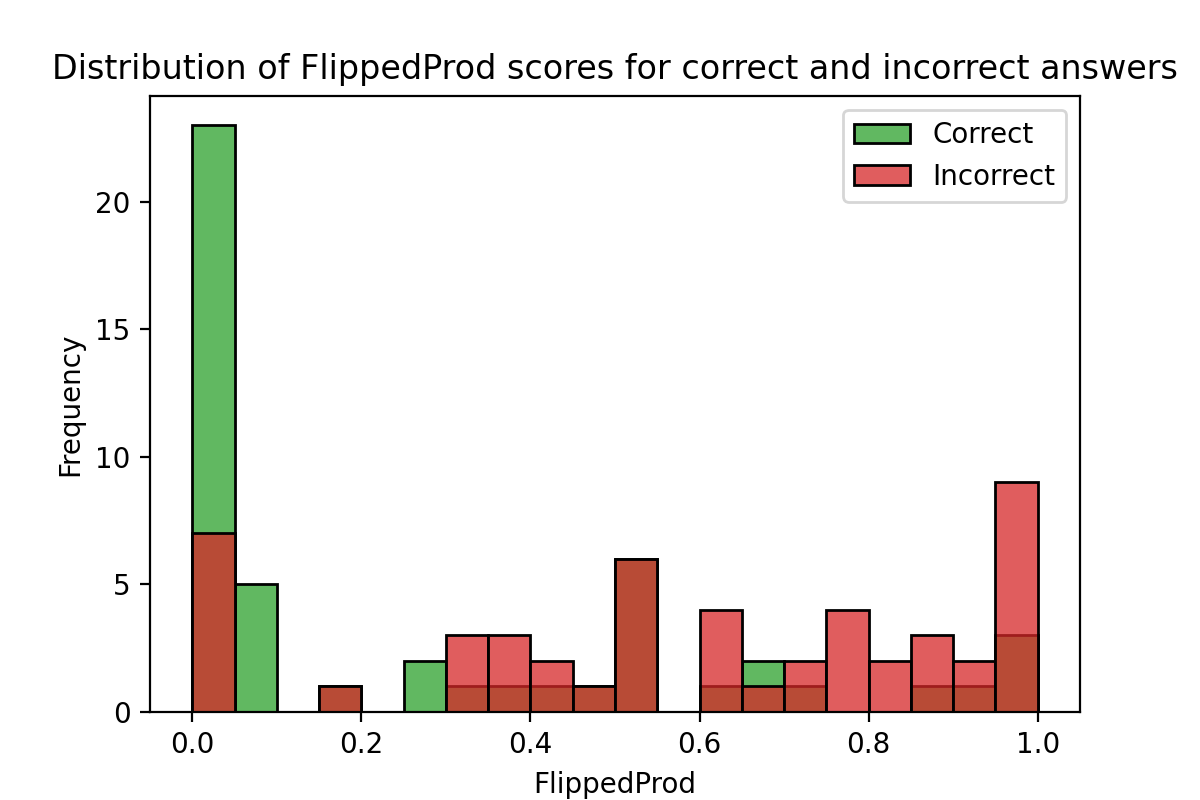 Distribution of FlippedProd scores for correct and incorrect answers
Correct
Incorrect
20
15
10
5
0
Frequency
0.0 0.2 0.4 0.6 0.8 1.0
FlippedProd